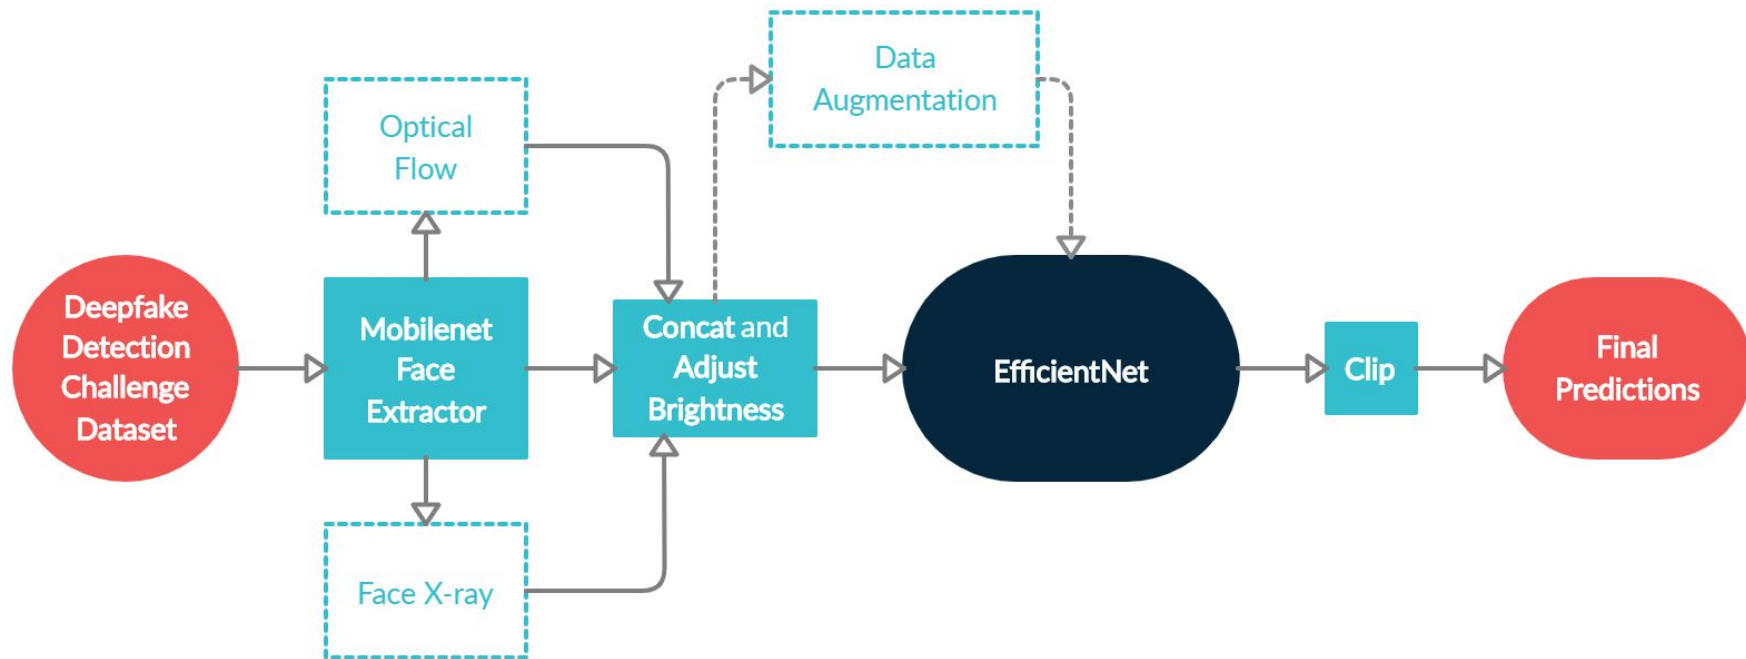 Deepfake
Detection
Challenge
Dataset
Optical
Flow
Mobilenet
Face
Extractor
Face X-ray
Concat and
Adjust
Brightness
Data
Augmentation
EfficientNet
Clip
Final
Predictions